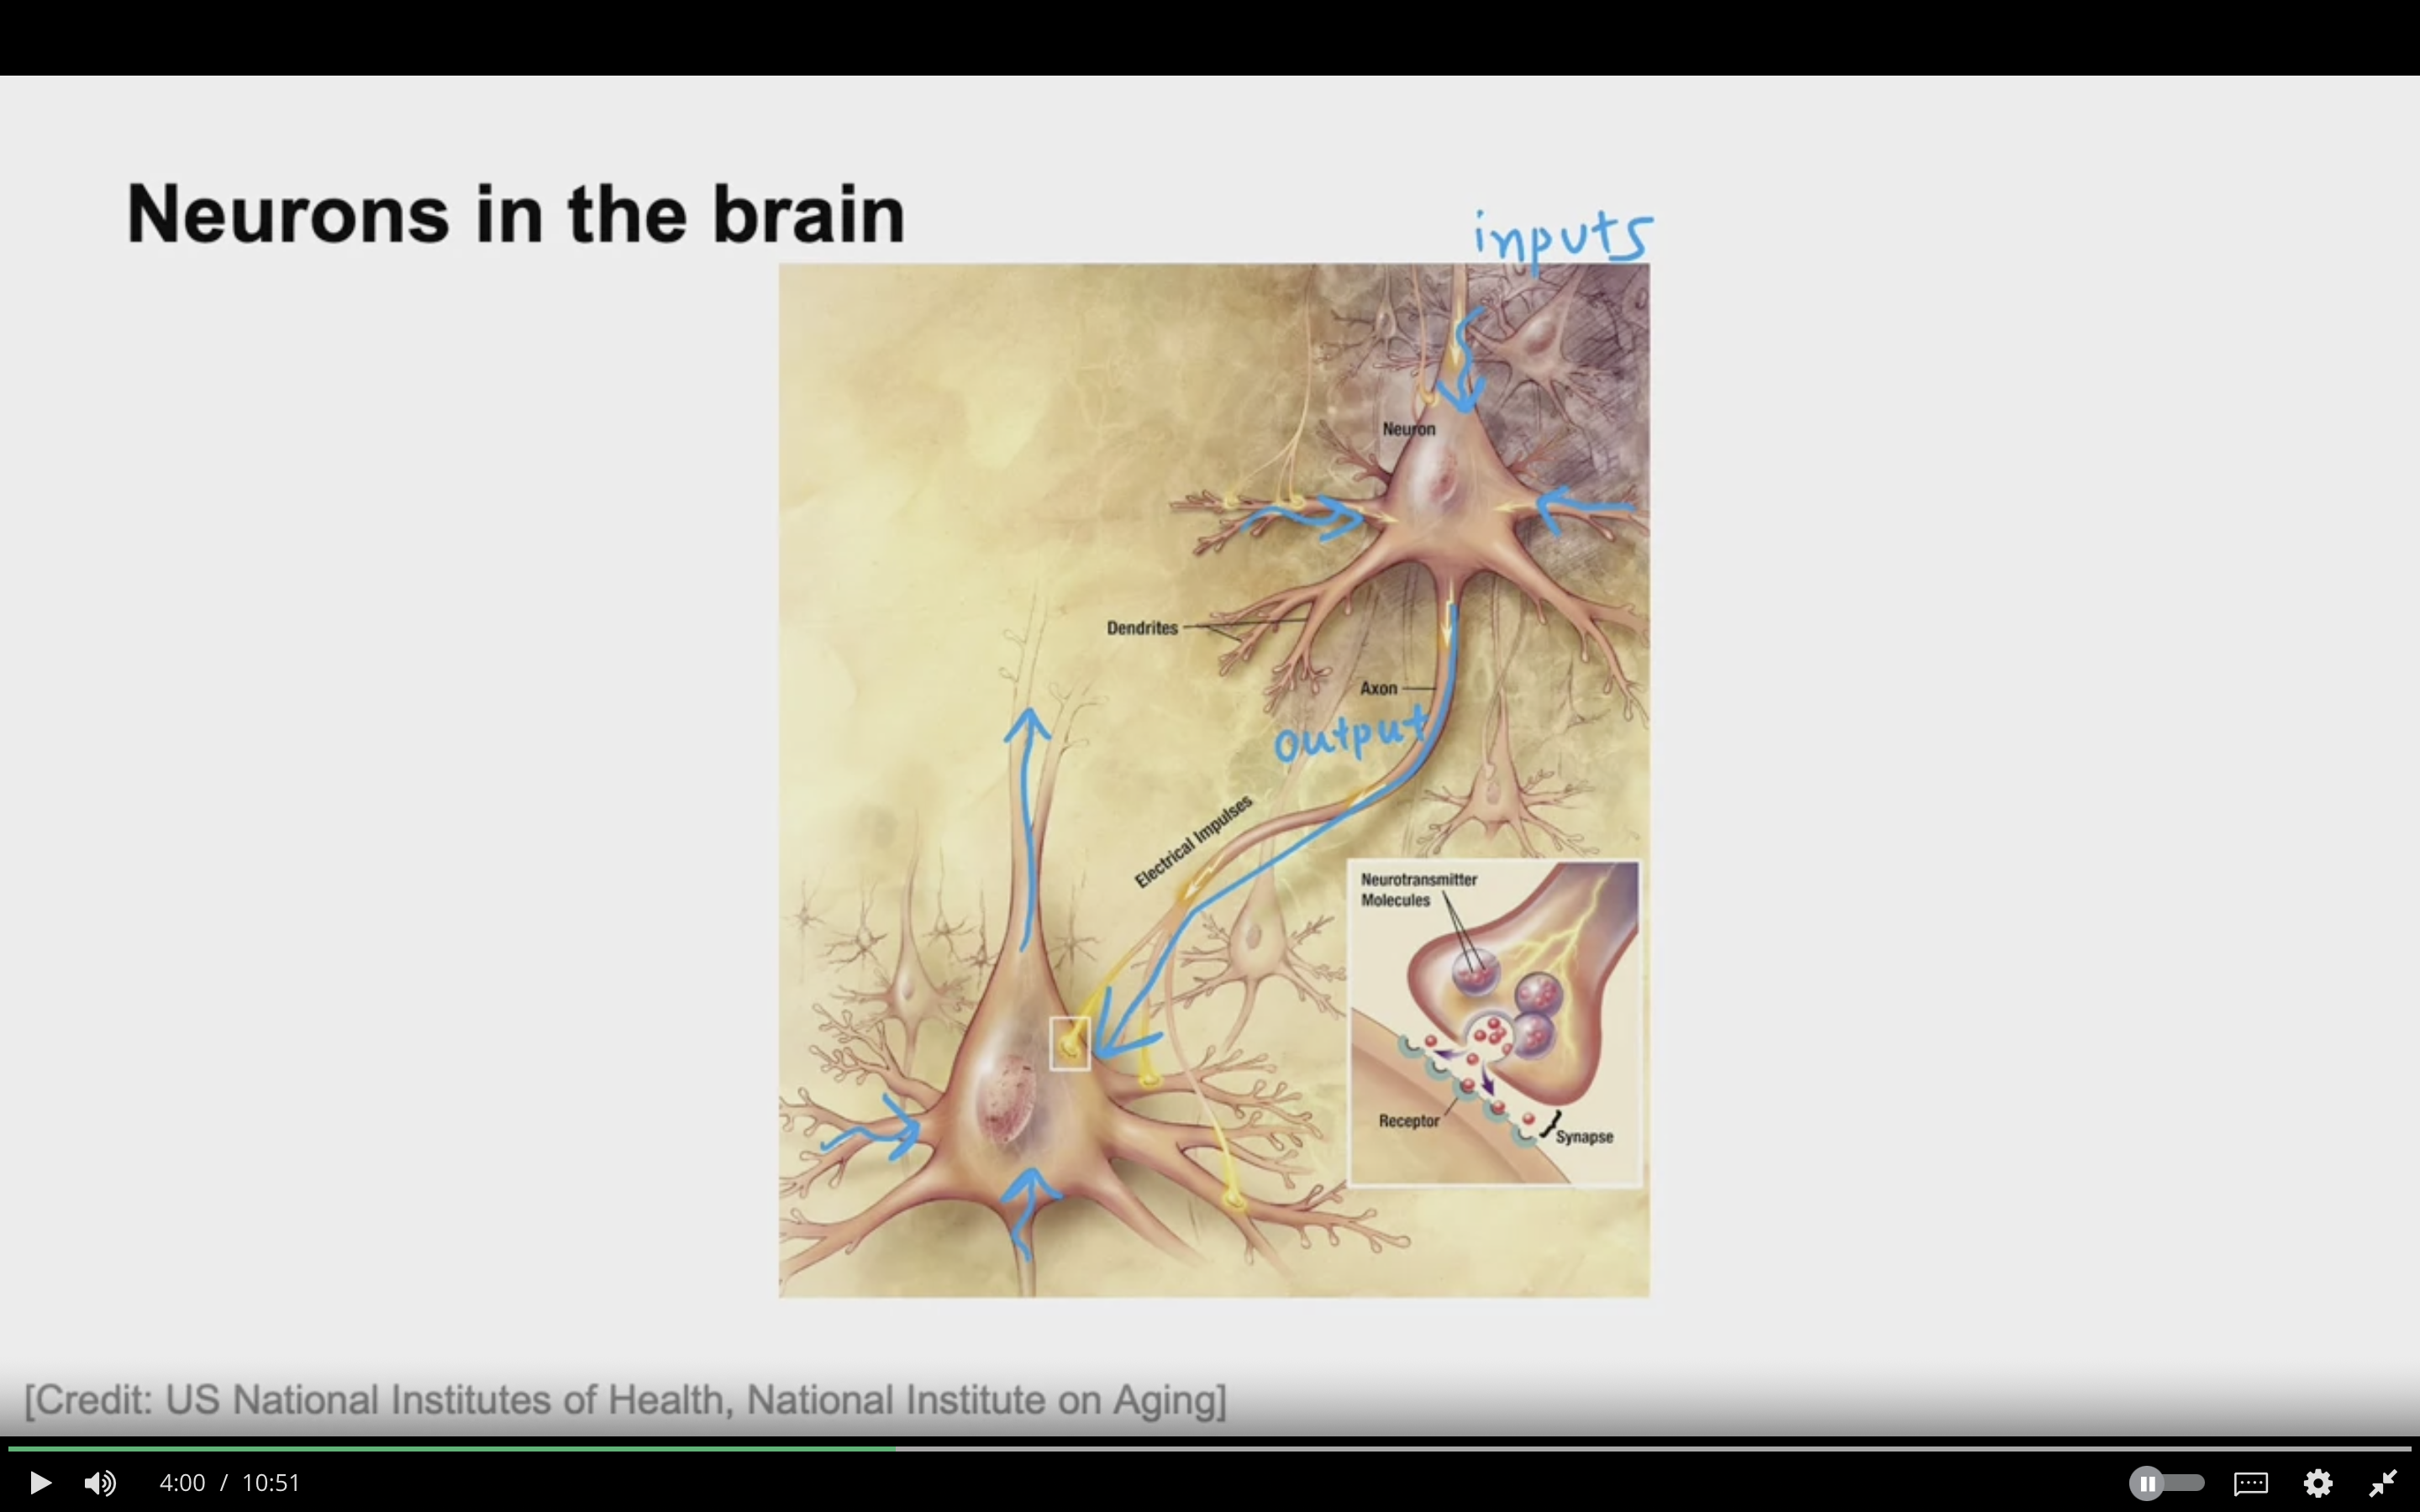 Neurons in the brain
inputs
Neuron
Dendrites
Axon
output
Electrical Impulses
Neurotransmitter
Molecules
Receptor
Synapse
[Credit: US National Institutes of Health, National Institute on Aging]
4:00 / 10:51